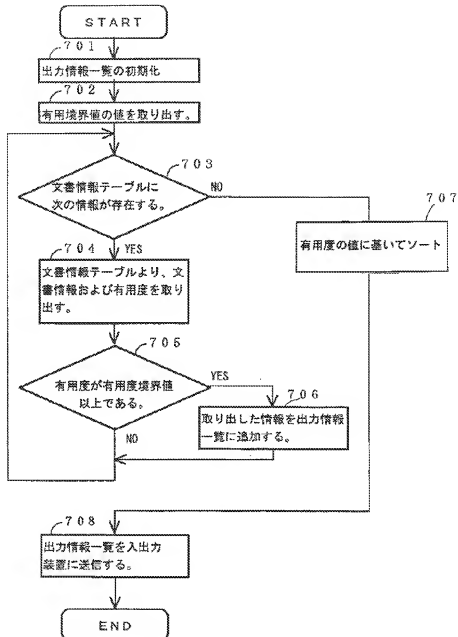 START
701
出力情報一覧の初期化
702
有用境界値の値を取り出す。
703
文書情報テーブルに
次の情報が存在する。
NO
707
有用度の値に基いてソート
704
YES
文書情報テーブルより、文
書情報および有用度を取り
出す。
705
有用度が有用度境界値
以上である。
YES
706
取り出した情報を出力情報
一覧に追加する。
NO
708
出力情報一覧を入出力
装置に送信する。
END